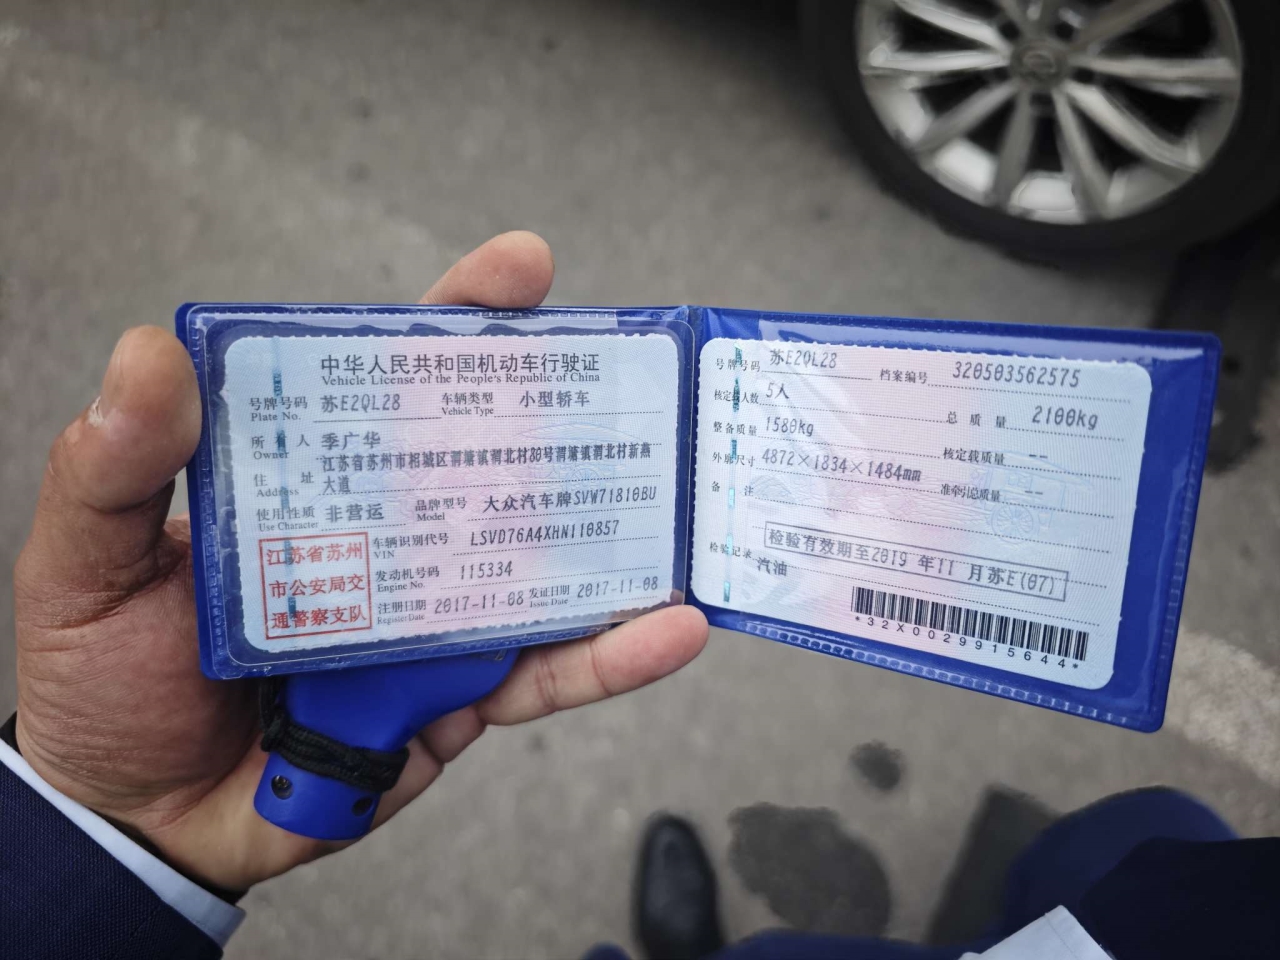 中华人民共和国机动车行驶证
Vehicle License of the People's Republic of China
号牌号码 苏E2QL28 车辆类型 小型轿车
Plate No. Vehicle Type
所有人 季广华
Owner
住址 江苏省苏州市相城区渭塘镇渭北村80号渭塘镇渭北村新燕
Address 大道
使用性质 非营运 品牌型号 大众汽车牌SVW71810BU
Use Character Model
江苏省苏州
市公安局交
通警察支队
车辆识别代号 LSVD76A4XHN110857
VIN
发动机号码 115334
Engine No.
注册日期 2017-11-08 发证日期 2017-11-08
Register Date Issue Date
号牌号码 苏E2QL28 档案编号 320503562575
核定载人数 5人 总质量 2100kg
整备质量 1580kg 核定载质量 --
外廓尺寸 4872×1834×1484mm 准牵引总质量 --
备注
检验有效期至2019年11月苏E(07)
检验记录
汽油
*32X0029915644*